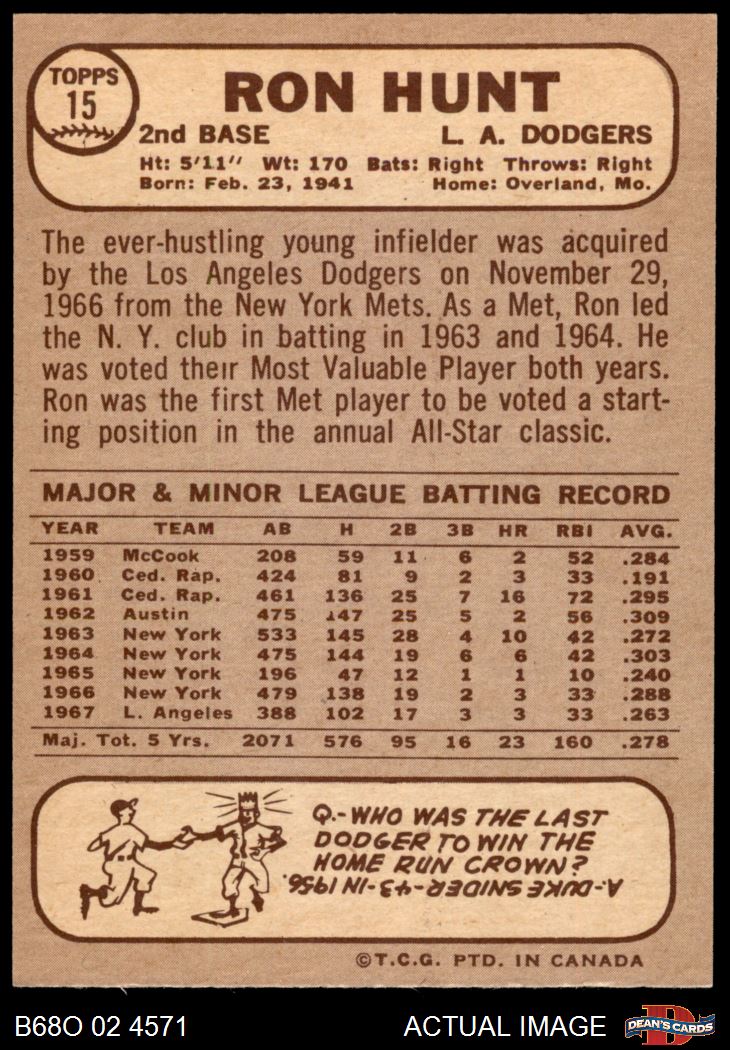 TOPPS
15
RON HUNT
2nd BASE L. A. DODGERS
Ht: 5'11" Wt: 170 Bats: Right Throws: Right
Born: Feb. 23, 1941 Home: Overland, Mo.
The ever-hustling young infielder was acquired
by the Los Angeles Dodgers on November 29,
1966 from the New York Mets. As a Met, Ron led
the N. Y. club in batting in 1963 and 1964. He
was voted their Most Valuable Player both years.
Ron was the first Met player to be voted a start-
ing position in the annual All-Star classic.
MAJOR & MINOR LEAGUE BATTING RECORD
YEAR TEAM AB H 2B 3B HR RBI AVG.
1959 McCook 208 59 11 6 2 52 .284
1960 Ced. Rap. 424 81 9 2 3 33 .191
1961 Ced. Rap. 461 136 25 7 16 72 .295
1962 Austin 475 147 25 5 2 56 .309
1963 New York 533 145 28 4 10 42 .272
1964 New York 475 144 19 6 6 42 .303
1965 New York 196 47 12 1 1 10 .240
1966 New York 479 138 19 2 3 33 .288
1967 L. Angeles 388 102 17 3 3 33 .263
Maj. Tot. 5 Yrs. 2071 576 95 16 23 160 .278
Q.-WHO WAS THE LAST
DODGER TO WIN THE
HOME RUN CROWN?
A.-DUKE SNIDER-43-IN 1956.
©T.C.G. PTD. IN CANADA
B68O 02 4571 ACTUAL IMAGE
D
DEAN'S CARDS